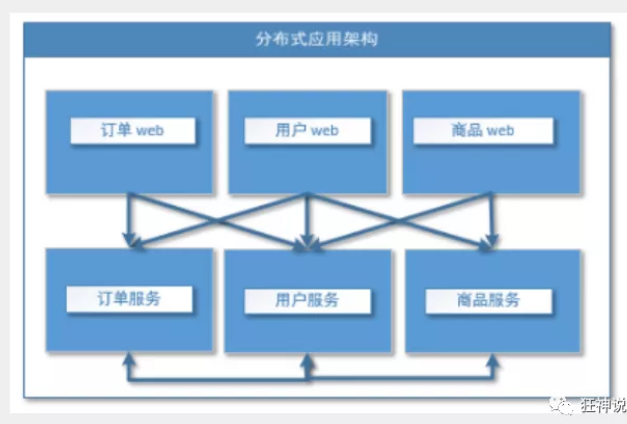 分布式应用架构
订单 web
用户 web
商品 web
订单服务
用户服务
商品服务
狂神说